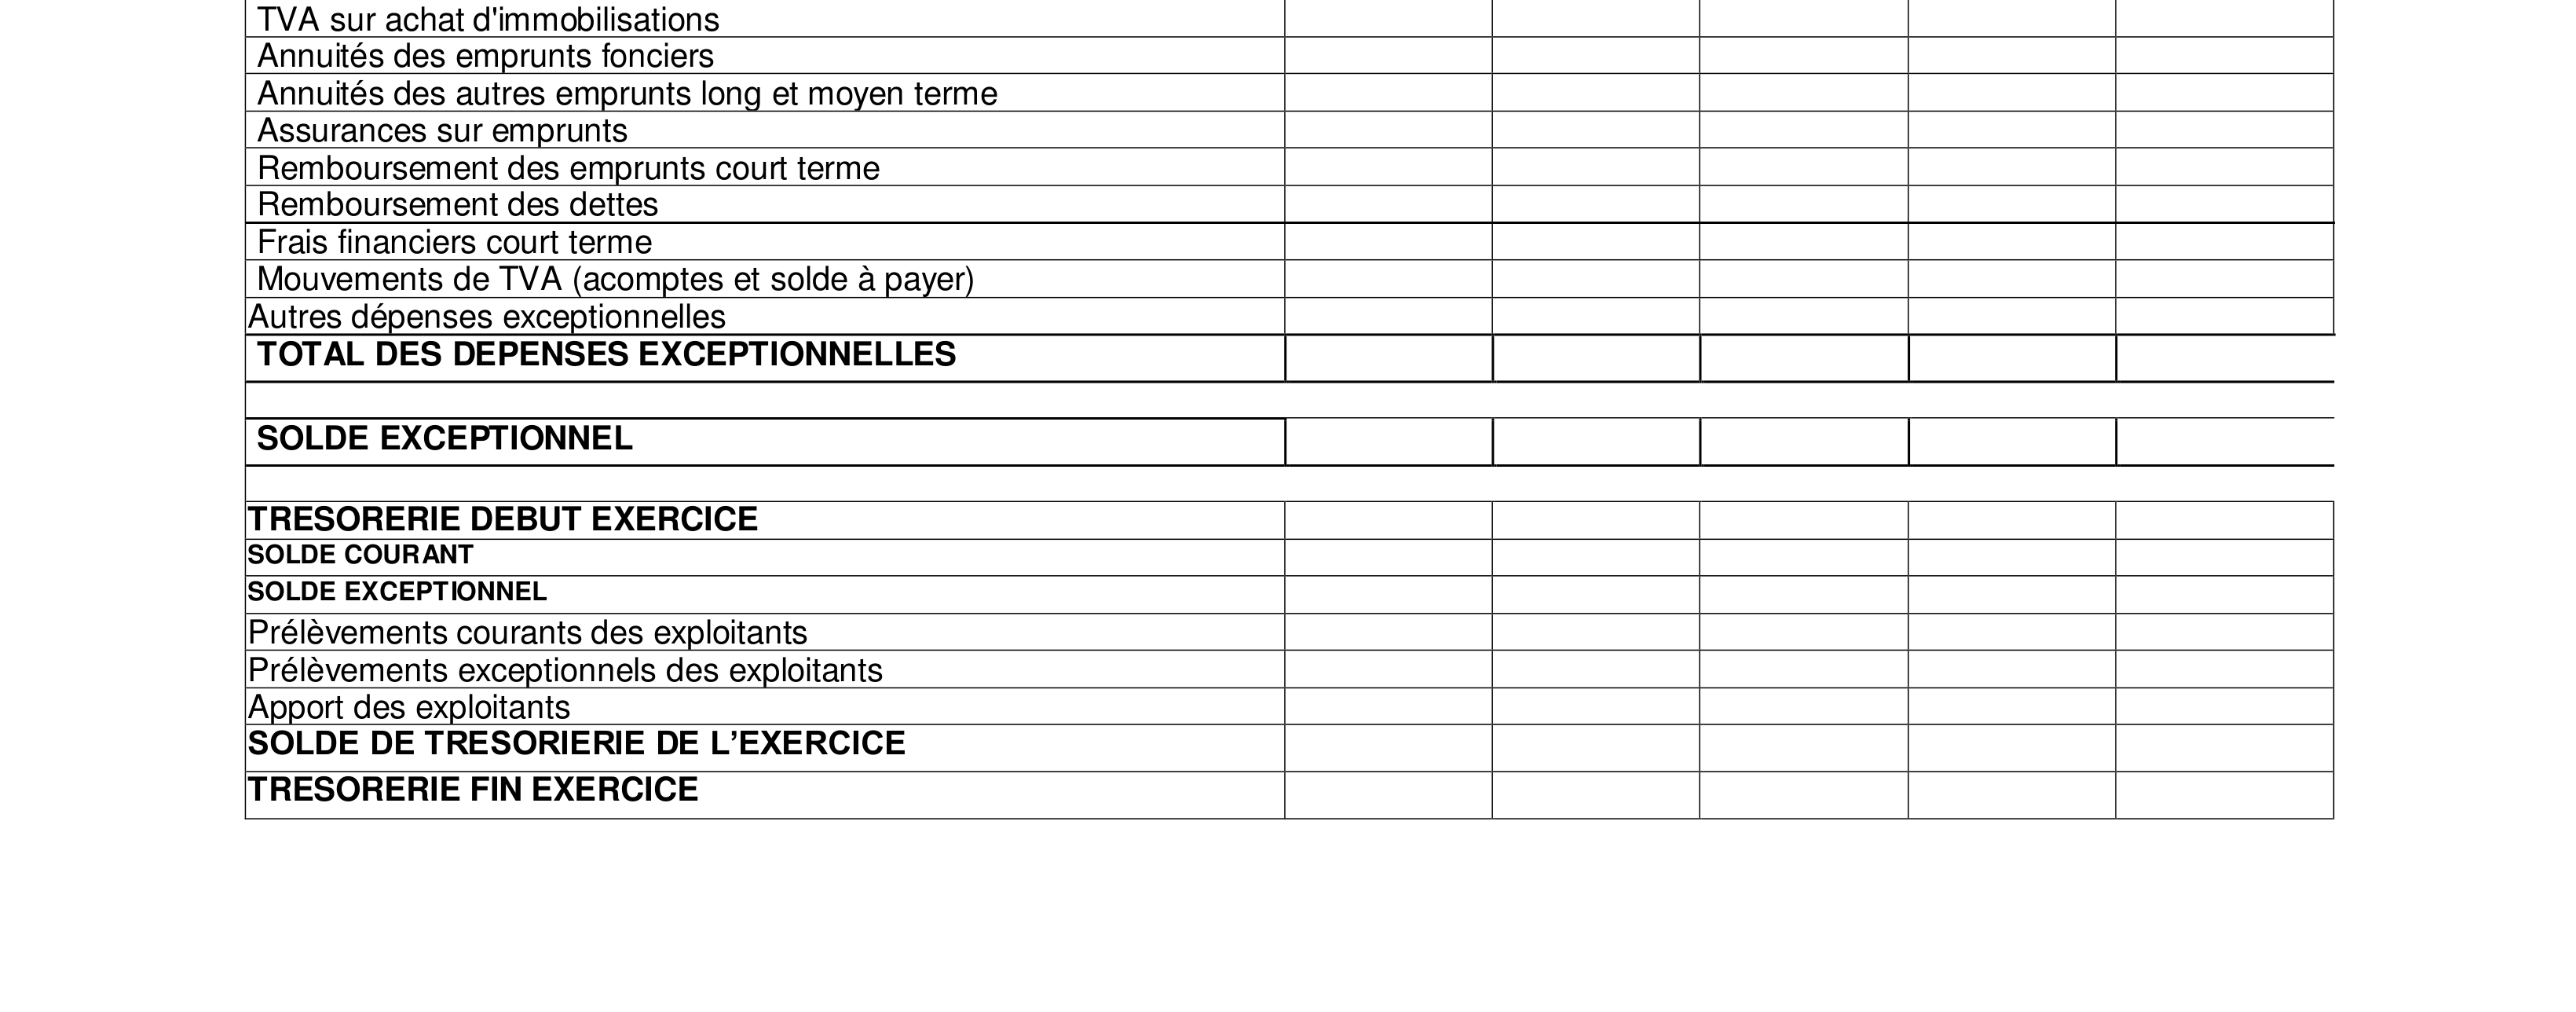 TVA sur achat d'immobilisations
Annuités des emprunts fonciers
Annuités des autres emprunts long et moyen terme
Assurances sur emprunts
Remboursement des emprunts court terme
Remboursement des dettes
Frais financiers court terme
Mouvements de TVA (acomptes et solde à payer)
Autres dépenses exceptionnelles
TOTAL DES DEPENSES EXCEPTIONNELLES
SOLDE EXCEPTIONNEL
TRESORERIE DEBUT EXERCICE
SOLDE COURANT
SOLDE EXCEPTIONNEL
Prélèvements courants des exploitants
Prélèvements exceptionnels des exploitants
Apport des exploitants
SOLDE DE TRESORIERIE DE L’EXERCICE
TRESORERIE FIN EXERCICE